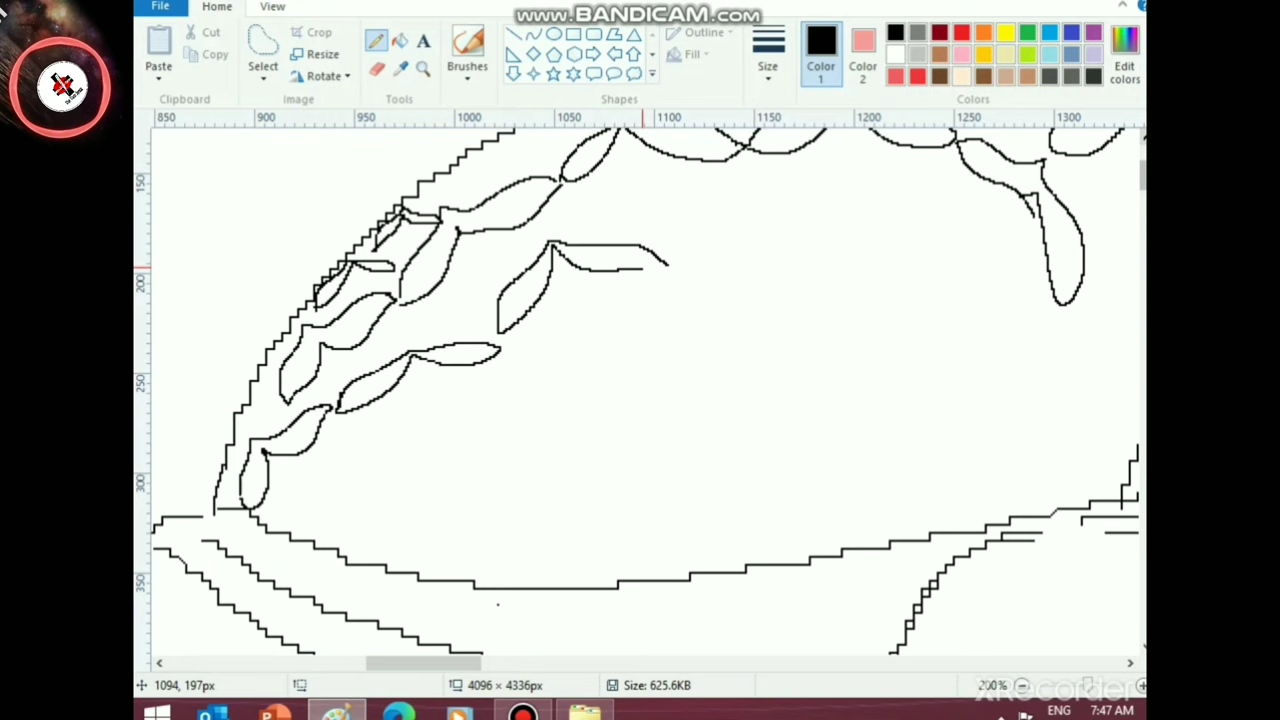 www.BANDICAM.com
File Home View
Cut
Copy
Paste
Clipboard
Crop
Resize
Rotate
Select
Image
Tools
Brushes
Outline
Fill
Shapes
Size
Color 1
Color 2
Edit colors
Colors
850 900 950 1000 1050 1100 1150 1200 1250 1300
150
200
250
300
350
1094, 197px
4096 × 4336px
Size: 625.6KB
200%
XRecorder
ENG 7:47 AM